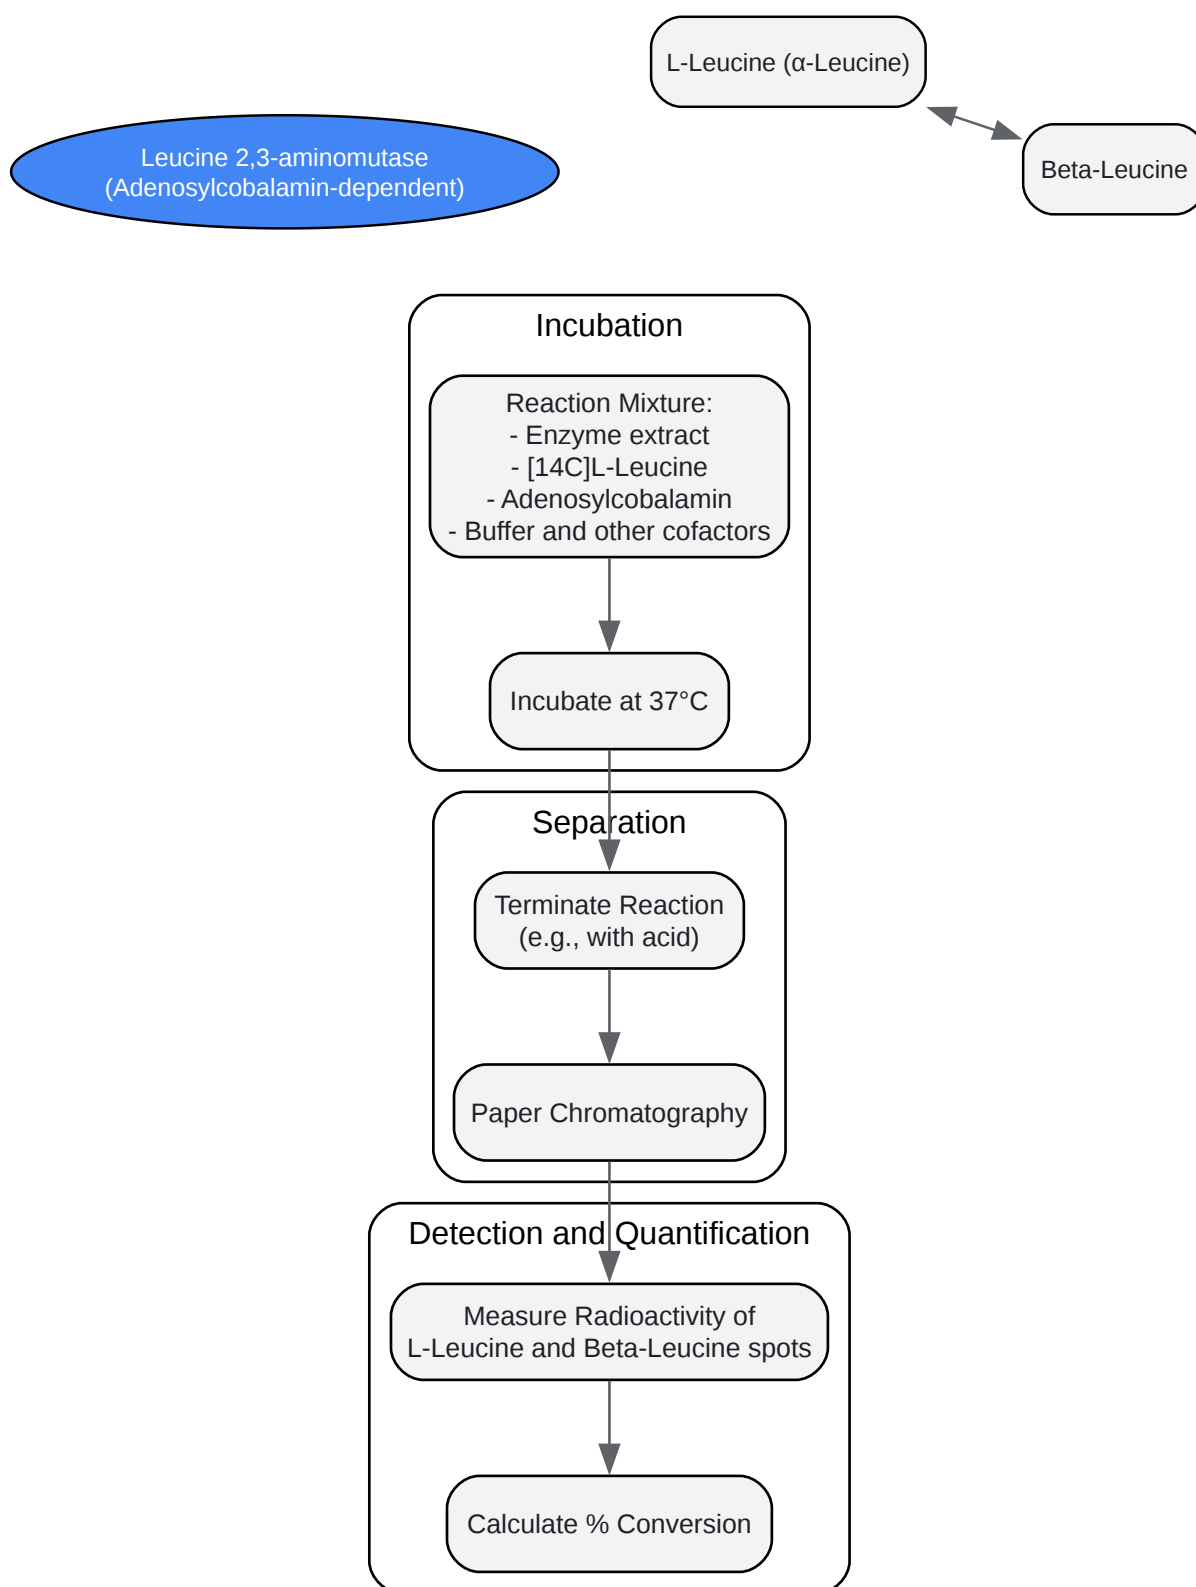 L-Leucine (α-Leucine)
Leucine 2,3-aminomutase
(Adenosylcobalamin-dependent)
Beta-Leucine
Incubation
Reaction Mixture:
- Enzyme extract
- [14C]L-Leucine
- Adenosylcobalamin
- Buffer and other cofactors
Incubate at 37°C
Separation
Terminate Reaction
(e.g., with acid)
Paper Chromatography
Detection and Quantification
Measure Radioactivity of
L-Leucine and Beta-Leucine spots
Calculate % Conversion